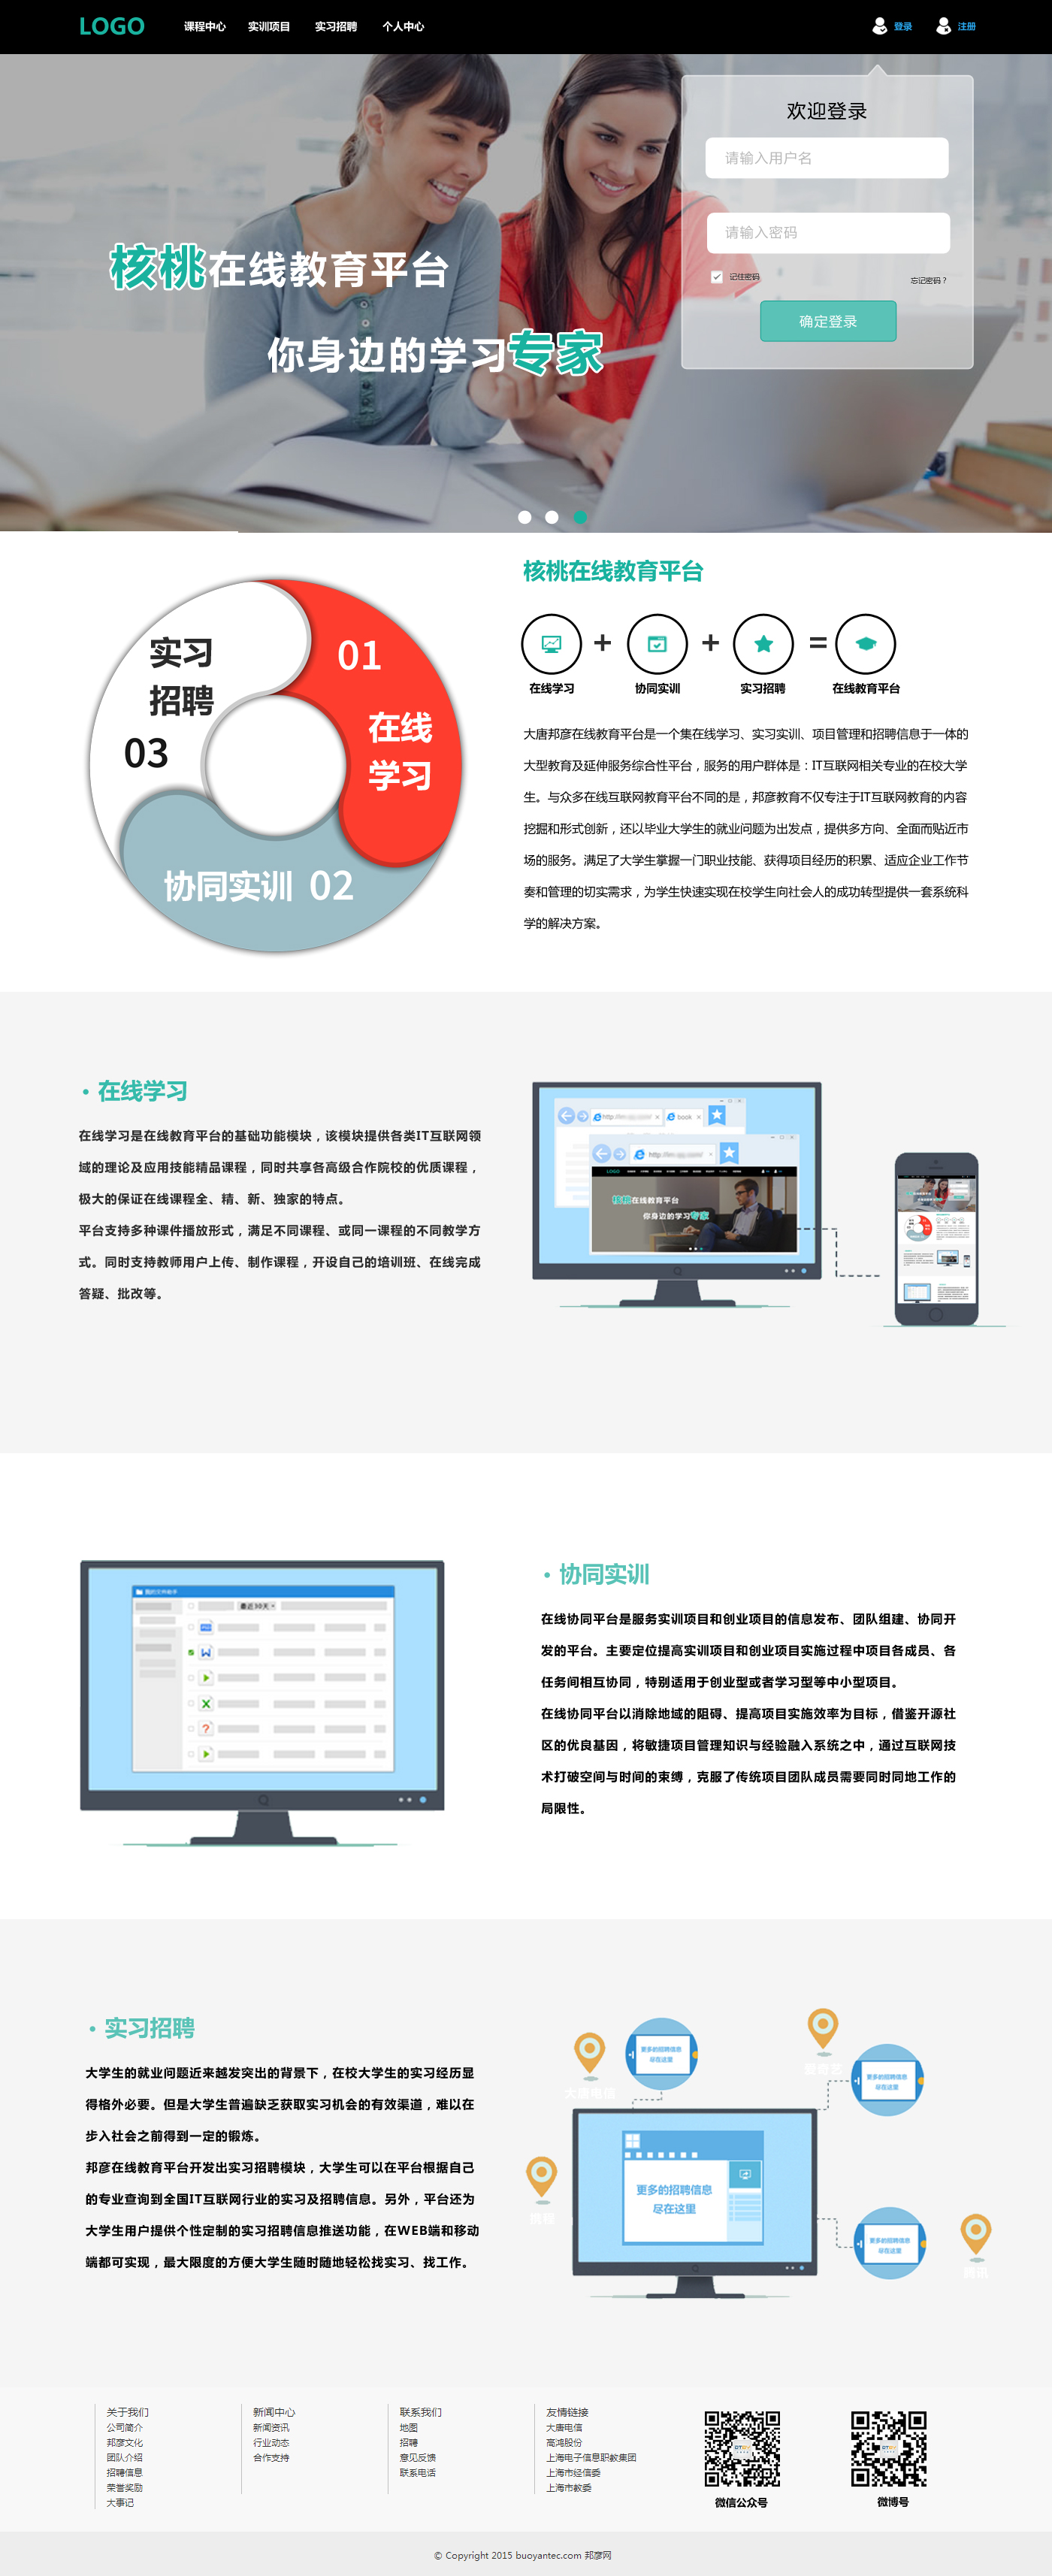 LOGO 课程中心 实训项目 实习招聘 个人中心 登录 注册
欢迎登录
请输入用户名
请输入密码
记住密码 忘记密码？
确定登录
核桃在线教育平台
你身边的学习专家
实习
招聘
03
01
在线
学习
协同实训 02
核桃在线教育平台
+ + =
在线学习 协同实训 实习招聘 在线教育平台
大唐邦彦在线教育平台是一个集在线学习、实习实训、项目管理和招聘信息于一体的
大型教育及延伸服务综合性平台，服务的用户群体是：IT互联网相关专业的在校大学
生。与众多在线互联网教育平台不同的是，邦彦教育不仅专注于IT互联网教育的内容
挖掘和形式创新，还以毕业大学生的就业问题为出发点，提供多方向、全面而贴近市
场的服务。满足了大学生掌握一门职业技能、获得项目经历的积累、适应企业工作节
奏和管理的切实需求，为学生快速实现在校学生向社会人的成功转型提供一套系统科
学的解决方案。
• 在线学习
在线学习是在线教育平台的基础功能模块，该模块提供各类IT互联网领
域的理论及应用技能精品课程，同时共享各高级合作院校的优质课程，
极大的保证在线课程全、精、新、独家的特点。
平台支持多种课件播放形式，满足不同课程、或同一课程的不同教学方
式。同时支持教师用户上传、制作课程，开设自己的培训班、在线完成
答疑、批改等。
book
核桃在线教育平台
你身边的学习专家
最近30天
• 协同实训
在线协同平台是服务实训项目和创业项目的信息发布、团队组建、协同开
发的平台。主要定位提高实训项目和创业项目实施过程中项目各成员、各
任务间相互协同，特别适用于创业型或者学习型等中小型项目。
在线协同平台以消除地域的阻碍、提高项目实施效率为目标，借鉴开源社
区的优良基因，将敏捷项目管理知识与经验融入系统之中，通过互联网技
术打破空间与时间的束缚，克服了传统项目团队成员需要同时同地工作的
局限性。
• 实习招聘
大学生的就业问题近来越发突出的背景下，在校大学生的实习经历显
得格外必要。但是大学生普遍缺乏获取实习机会的有效渠道，难以在
步入社会之前得到一定的锻炼。
邦彦在线教育平台开发出实习招聘模块，大学生可以在平台根据自己
的专业查询到全国IT互联网行业的实习及招聘信息。另外，平台还为
大学生用户提供个性定制的实习招聘信息推送功能，在WEB端和移动
端都可实现，最大限度的方便大学生随时随地轻松找实习、找工作。
更多的招聘信息
尽在这里
大唐电信
更多的招聘信息
尽在这里
更多的招聘信息
尽在这里
更多的招聘信息
尽在这里
腾讯
关于我们
公司简介
邦彦文化
团队介绍
招聘信息
荣誉奖励
大事记
新闻中心
新闻资讯
行业动态
合作支持
联系我们
地图
招聘
意见反馈
联系电话
友情链接
大唐电信
高鸿股份
上海电子信息职教集团
上海市经信委
上海市教委
微信公众号
微博号
© Copyright 2015 buoyantec.com 邦彦网